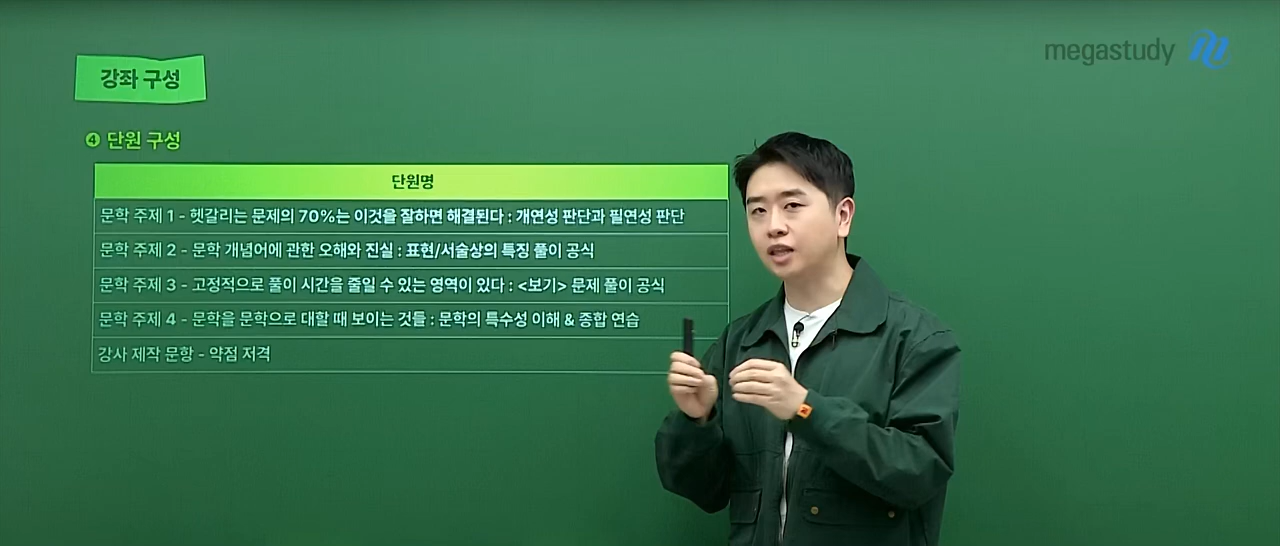 megastudy
강좌 구성
❹ 단원 구성
단원명
문학 주제 1 - 헷갈리는 문제의 70%는 이것을 잘하면 해결된다 : 개연성 판단과 필연성 판단
문학 주제 2 - 문학 개념어에 관한 오해와 진실 : 표현/서술상의 특징 풀이 공식
문학 주제 3 - 고정적으로 풀이 시간을 줄일 수 있는 영역이 있다 : <보기> 문제 풀이 공식
문학 주제 4 - 문학을 문학으로 대할 때 보이는 것들 : 문학의 특수성 이해 & 종합 연습
강사 제작 문항 - 약점 저격